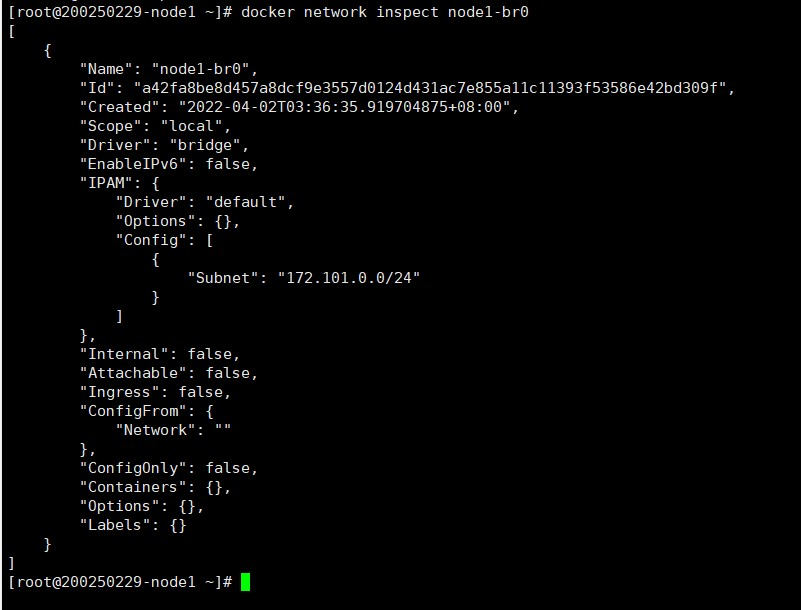 [root@200250229-node1 ~]# docker network inspect node1-br0
[
    {
        "Name": "node1-br0",
        "Id": "a42fa8be8d457a8dcf9e3557d0124d431ac7e855a11c11393f53586e42bd309f",
        "Created": "2022-04-02T03:36:35.919704875+08:00",
        "Scope": "local",
        "Driver": "bridge",
        "EnableIPv6": false,
        "IPAM": {
            "Driver": "default",
            "Options": {},
            "Config": [
                {
                    "Subnet": "172.101.0.0/24"
                }
            ]
        },
        "Internal": false,
        "Attachable": false,
        "Ingress": false,
        "ConfigFrom": {
            "Network": ""
        },
        "ConfigOnly": false,
        "Containers": {},
        "Options": {},
        "Labels": {}
    }
]
[root@200250229-node1 ~]#